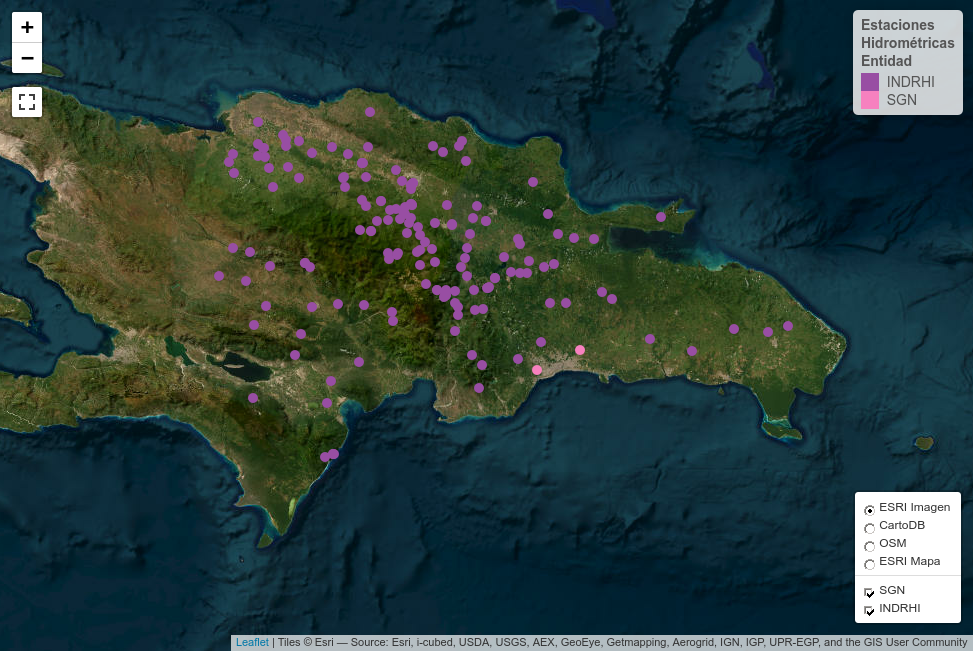 +
−
Estaciones
Hidrométricas
Entidad
INDRHI
SGN
ESRI Imagen
CartoDB
OSM
ESRI Mapa
SGN
INDRHI
Leaflet | Tiles © Esri — Source: Esri, i-cubed, USDA, USGS, AEX, GeoEye, Getmapping, Aerogrid, IGN, IGP, UPR-EGP, and the GIS User Community